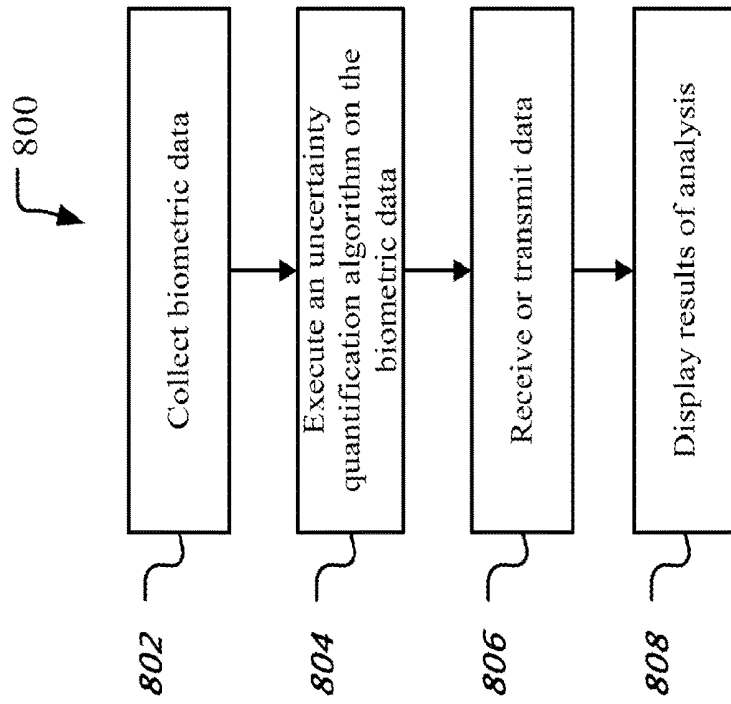 800
802
Collect biometric data
804
Execute an uncertainty
quantification algorithm on the
biometric data
806
Receive or transmit data
808
Display results of analysis